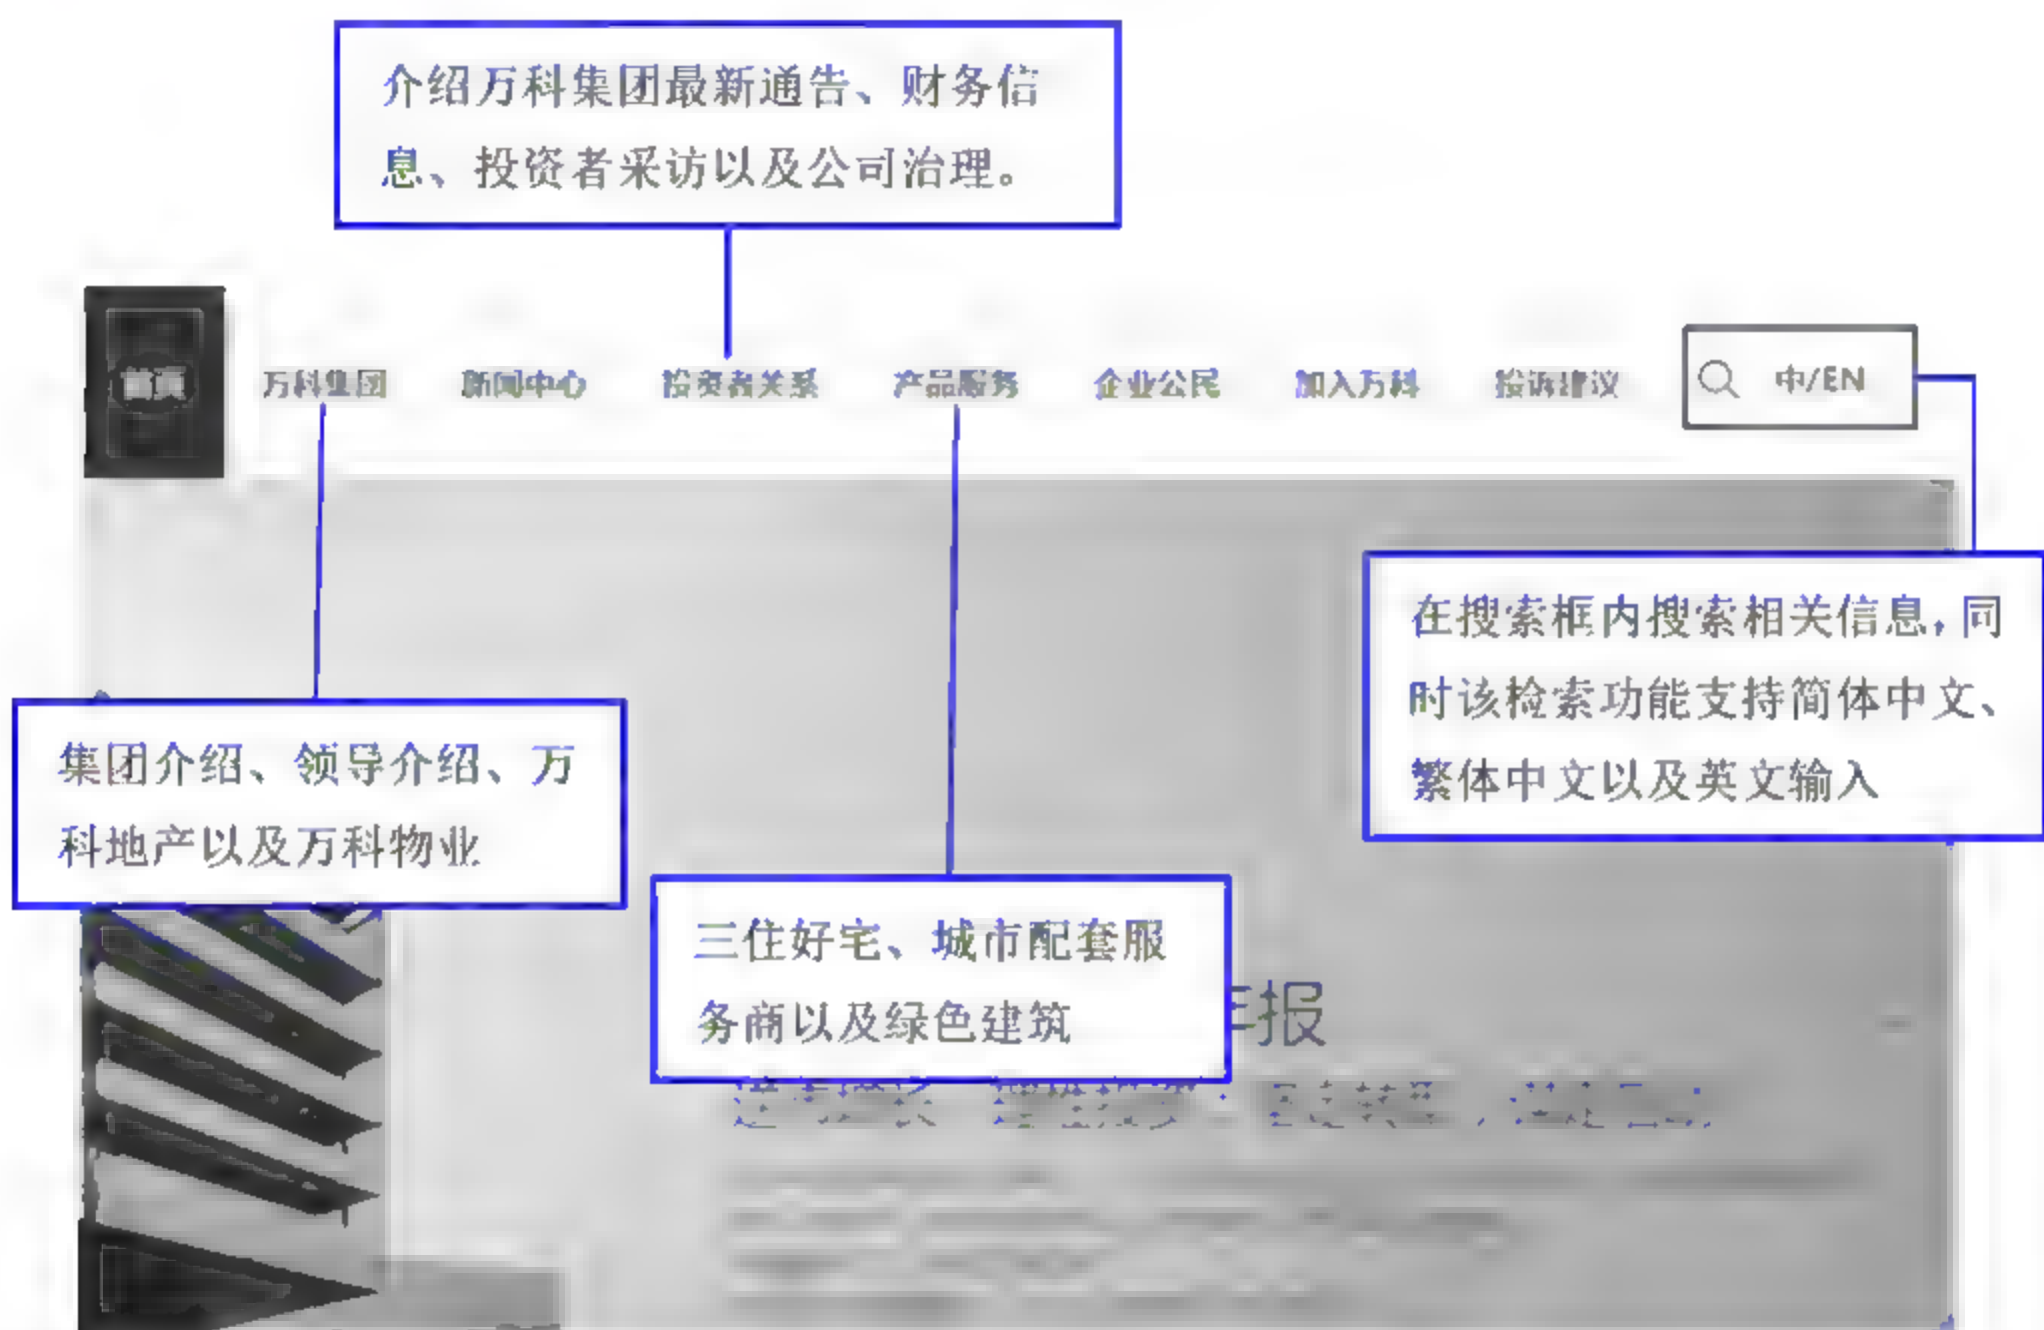 介绍万科集团最新通告、财务信
息、投资者采访以及公司治理。
万科集团 新闻中心 投资者关系 产品服务 企业公民 加入万科 投诉建议 中/EN
在搜索框内搜索相关信息，同
时该检索功能支持简体中文、
繁体中文以及英文输入
集团介绍、领导介绍、万
科地产以及万科物业
三住好宅、城市配套服
务商以及绿色建筑
报